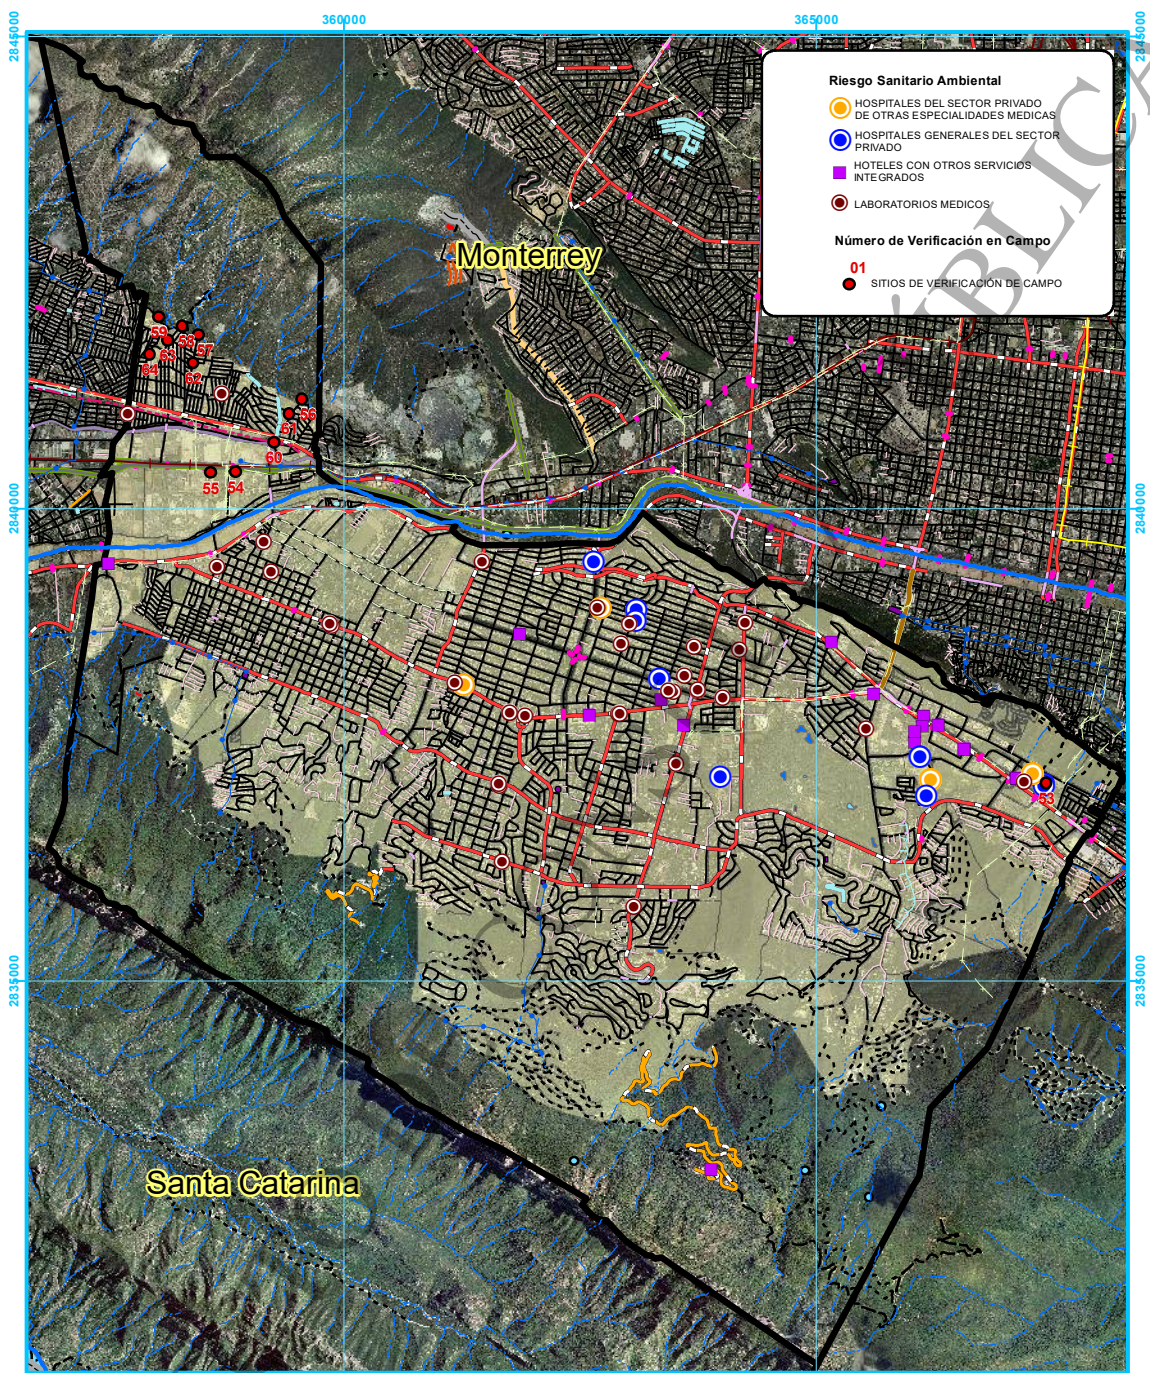 360000
365000
2845000
2845000
Riesgo Sanitario Ambiental
HOSPITALES DEL SECTOR PRIVADO
DE OTRAS ESPECIALIDADES MEDICAS
HOSPITALES GENERALES DEL SECTOR
PRIVADO
HOTELES CON OTROS SERVICIOS
INTEGRADOS
LABORATORIOS MEDICOS
Número de Verificación en Campo
01
SITIOS DE VERIFICACIÓN DE CAMPO
Monterrey
59
58
57
63
64
62
56
61
60
55
54
2840000
2840000
53
2835000
2835000
Santa Catarina